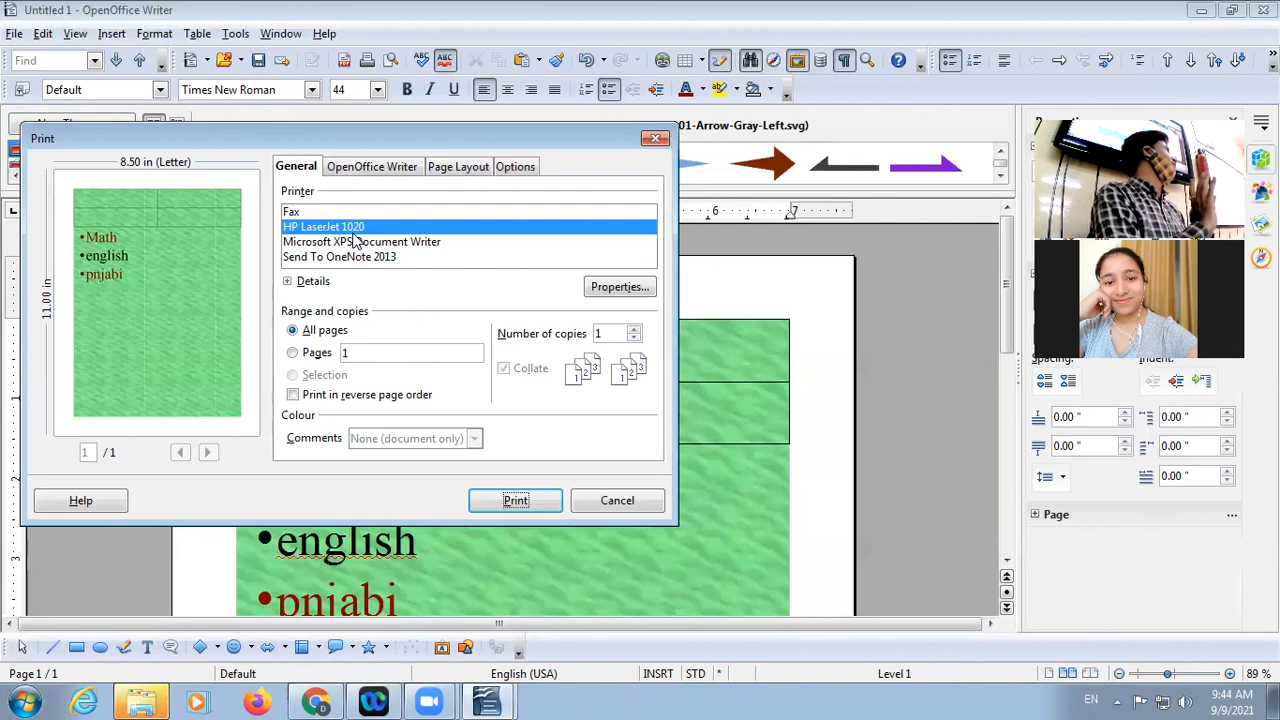 Untitled 1 - OpenOffice Writer
File Edit View Insert Format Table Tools Window Help
Find
Default Times New Roman 44
01-Arrow-Gray-Left.svg)
Print
8.50 in (Letter)
11.00 in
Math
english
pnjabi
1 / 1
General OpenOffice Writer Page Layout Options
Printer
Fax
HP LaserJet 1020
Microsoft XPS Document Writer
Send To OneNote 2013
Details
Properties...
Range and copies
All pages
Pages 1
Selection
Print in reverse page order
Number of copies 1
Collate
Colour
Comments None (document only)
Help Print Cancel
6 7
1
3
•english
•pnjabi
Spacing: Indent:
0.00 " 0.00 "
0.00 " 0.00 "
0.00 "
Page
Page 1 / 1 Default English (USA) INSRT STD * Level 1 89 %
EN 9:44 AM
9/9/2021